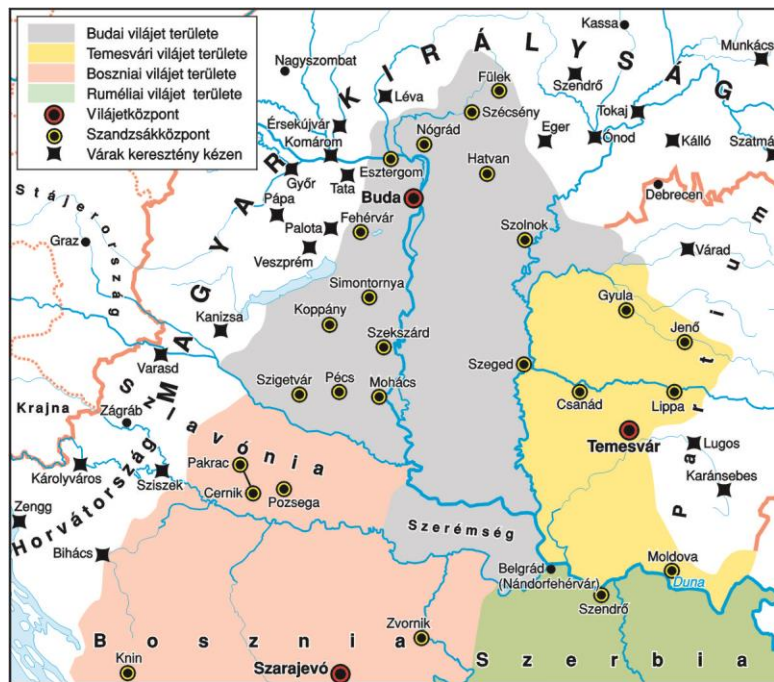 Budai vilájet területe
Temesvári vilájet területe
Boszniai vilájet területe
Ruméliai vilájet területe
Vilájetközpont
Szandzsákközpont
Várak keresztény kézen
MAGYAR KIRÁLYSÁG
Nagyszombat
Kassa
Munkács
Léva
Fülek
Szendrő
Tokaj
Érsekújvár
Szécsény
Komárom
Nógrád
Eger
Ónod
Kálló
Szatmá
Győr
Tata
Esztergom
Hatvan
Debrecen
Stájerország
Pápa
Buda
Palota
Fehérvár
Szolnok
Graz
Veszprém
Várad
Partium
Simontornya
Gyula
Kanizsa
Koppány
Jenő
Szekszárd
Varasd
Szeged
Szigetvár
Pécs
Mohács
Csanád
Lippa
Krajna
Zágráb
Szlavónia
Temesvár
Lugos
Pakrac
Károlyváros
Sziszek
Cernik
Pozsega
Karánsebes
Zengg
Horvátország–
Szerémség
Bihács
Belgrád
(Nándorfehérvár)
Moldova
Duna
Szendrő
Zvornik
Bosznia
Szerbia
Knin
Szarajevó